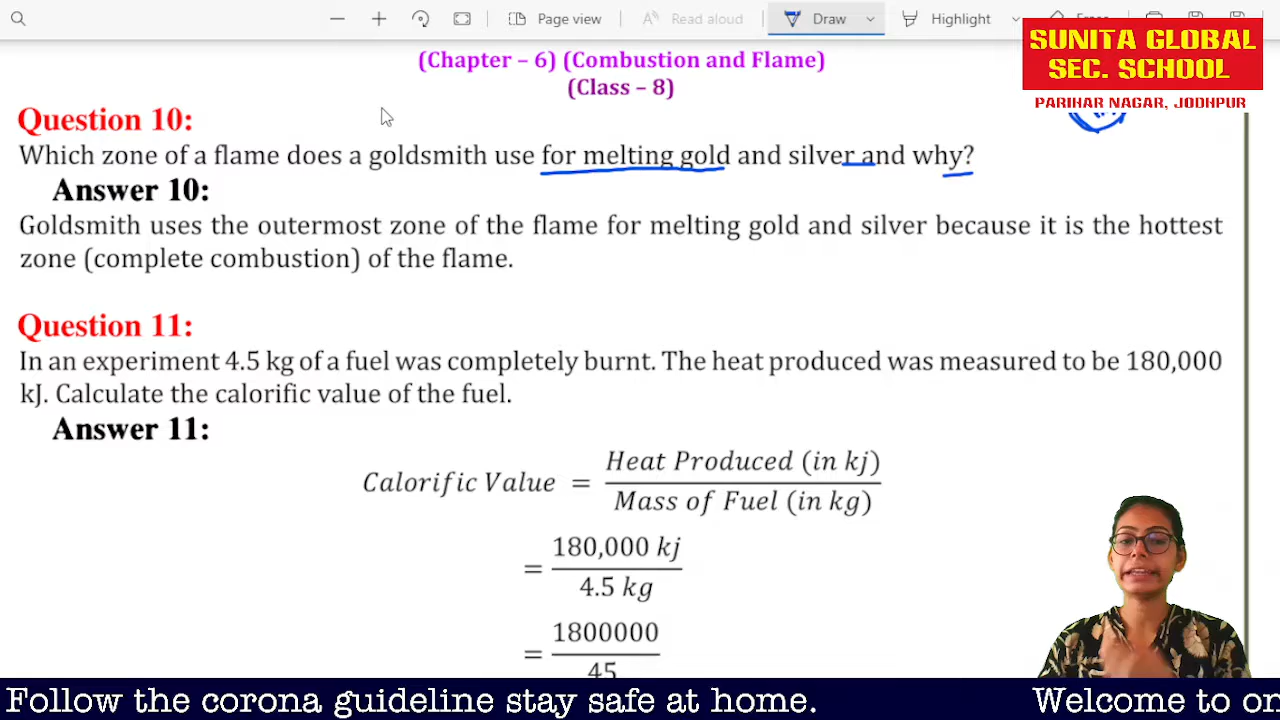 Page view
Read aloud
Draw
Highlight
SUNITA GLOBAL
SEC. SCHOOL
PARIHAR NAGAR, JODHPUR
(Chapter – 6) (Combustion and Flame)
(Class – 8)
Question 10:
Which zone of a flame does a goldsmith use for melting gold and silver and why?
Answer 10:
Goldsmith uses the outermost zone of the flame for melting gold and silver because it is the hottest
zone (complete combustion) of the flame.
Question 11:
In an experiment 4.5 kg of a fuel was completely burnt. The heat produced was measured to be 180,000
kJ. Calculate the calorific value of the fuel.
Answer 11:
Calorific Value = Heat Produced (in kj)
Mass of Fuel (in kg)
= 180,000 kj
4.5 kg
= 1800000
45
Follow the corona guideline stay safe at home. Welcome to on